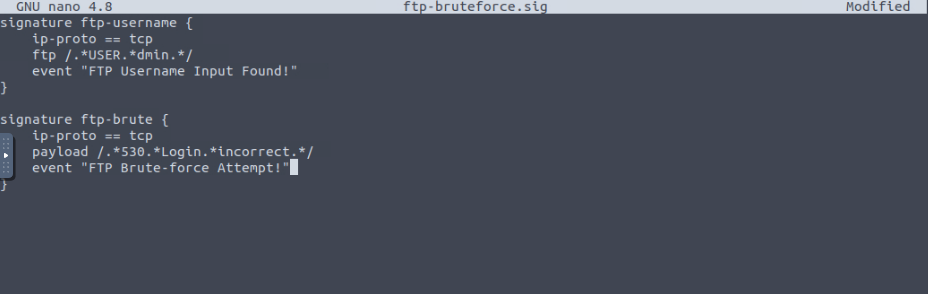 GNU nano 4.8 ftp-bruteforce.sig Modified
signature ftp-username {
    ip-proto == tcp
    ftp /.*USER.*dmin.*/
    event "FTP Username Input Found!"
}

signature ftp-brute {
    ip-proto == tcp
    payload /.*530.*Login.*incorrect.*/
    event "FTP Brute-force Attempt!"
}